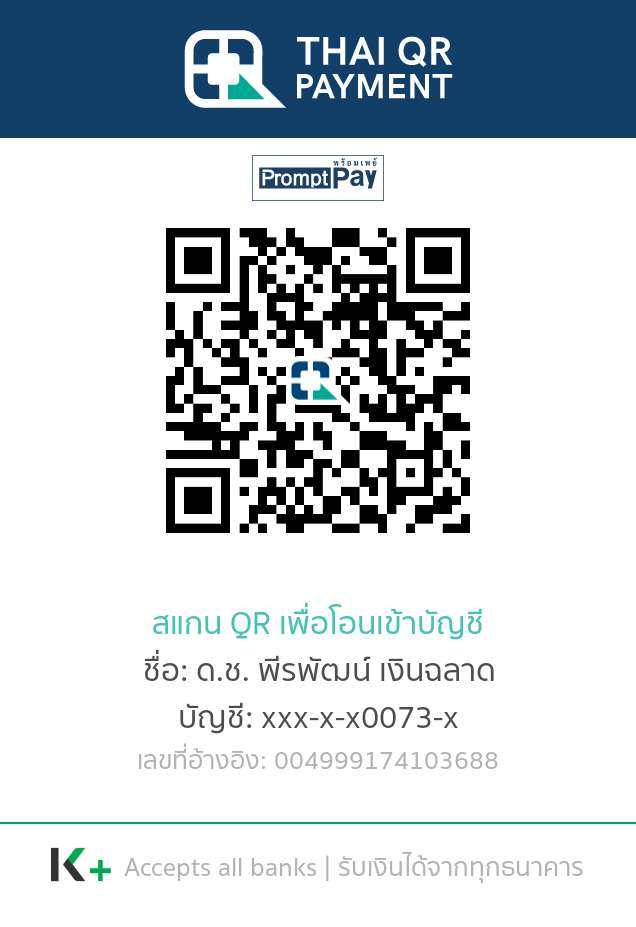 THAI QR
PAYMENT
พร้อมเพย์
PromptPay
สแกน QR เพื่อโอนเข้าบัญชี
ชื่อ: ด.ช. พีรพัฒน์ เงินฉลาด
บัญชี: xxx-x-x0073-x
เลขที่อ้างอิง: 004999174103688
K+ Accepts all banks | รับเงินได้จากทุกธนาคาร